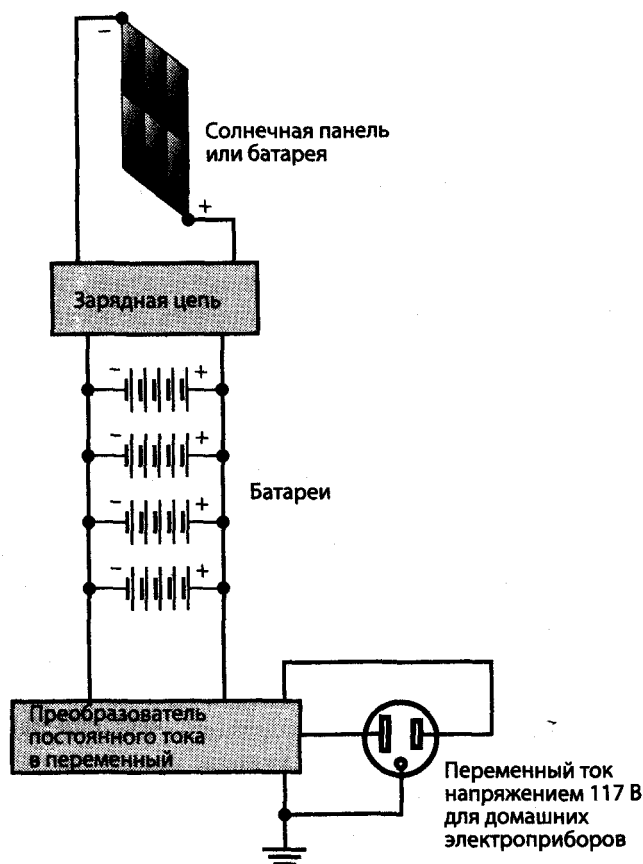 −
Солнечная панель
или батарея
+
Зарядная цепь
− +
− +
Батареи
− +
− +
Преобразователь
постоянного тока
в переменный
Переменный ток
напряжением 117 В
для домашних
электроприборов